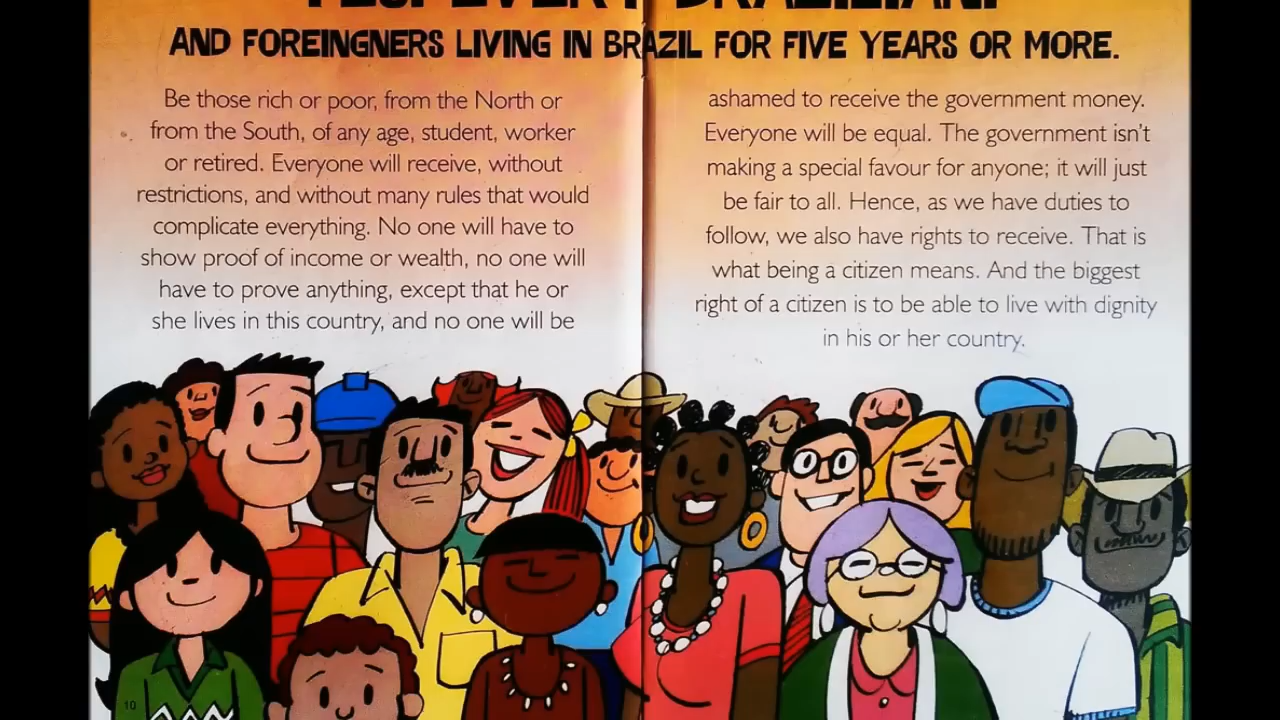 YES! EVERY BRAZILIAN!
AND FOREINGNERS LIVING IN BRAZIL FOR FIVE YEARS OR MORE.
Be those rich or poor, from the North or
from the South, of any age, student, worker
or retired. Everyone will receive, without
restrictions, and without many rules that would
complicate everything. No one will have to
show proof of income or wealth, no one will
have to prove anything, except that he or
she lives in this country, and no one will be
ashamed to receive the government money.
Everyone will be equal. The government isn't
making a special favour for anyone; it will just
be fair to all. Hence, as we have duties to
follow, we also have rights to receive. That is
what being a citizen means. And the biggest
right of a citizen is to be able to live with dignity
in his or her country.
10